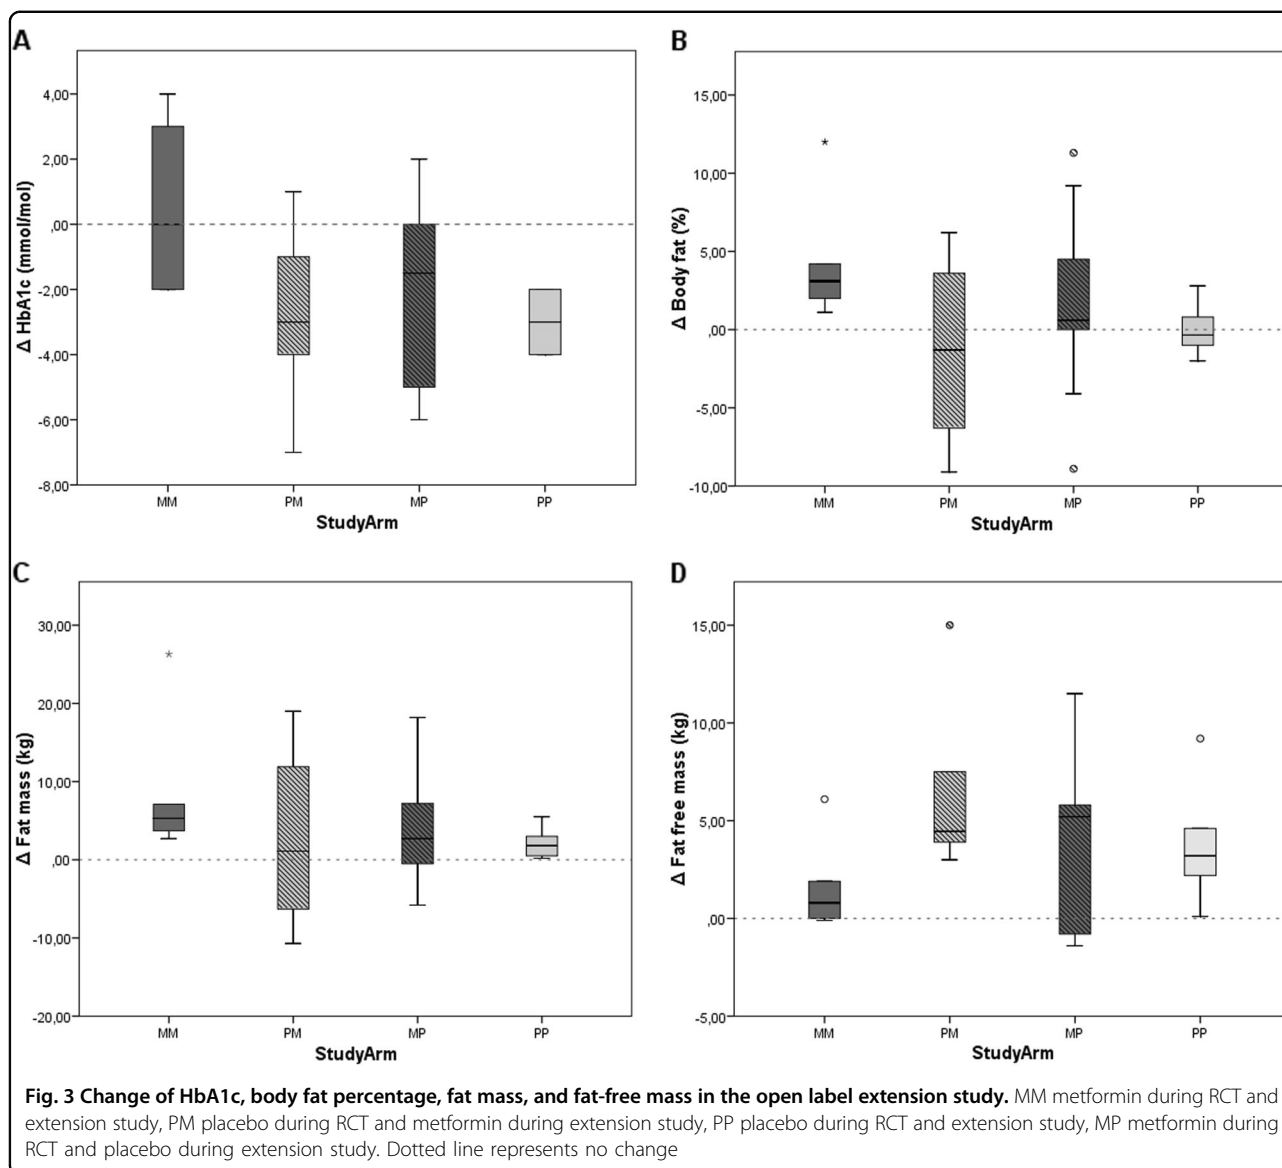 A
4,00
2,00
,00
-2,00
-4,00
-6,00
-8,00
Δ HbA1c (mmol/mol)
MM PM MP PP
StudyArm
B
15,00
10,00
5,00
,00
-5,00
-10,00
Δ Body fat (%)
MM PM MP PP
StudyArm
C
30,00
20,00
10,00
,00
-10,00
-20,00
Δ Fat mass (kg)
MM PM MP PP
StudyArm
D
15,00
10,00
5,00
,00
-5,00
Δ Fat free mass (kg)
MM PM MP PP
StudyArm
Fig. 3 Change of HbA1c, body fat percentage, fat mass, and fat-free mass in the open label extension study. MM metformin during RCT and
extension study, PM placebo during RCT and metformin during extension study, PP placebo during RCT and extension study, MP metformin during
RCT and placebo during extension study. Dotted line represents no change